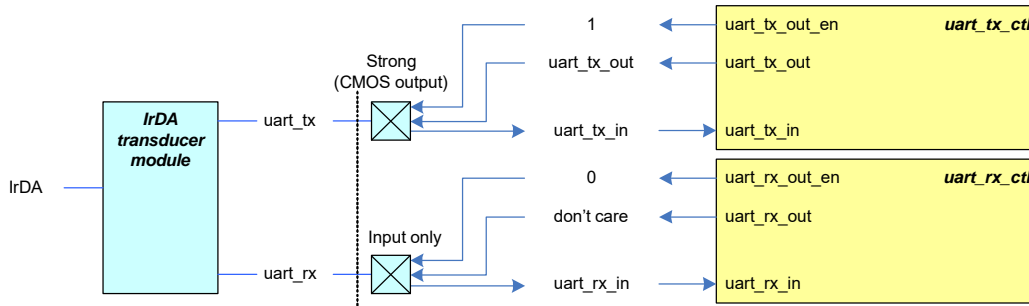 1
uart_tx_out_en
uart_tx_ctl
Strong
(CMOS output)
uart_tx_out
uart_tx_out
IrDA
transducer
module
uart_tx
uart_tx_in
uart_tx_in
IrDA
0
uart_rx_out_en
uart_rx_ctl
don't care
uart_rx_out
Input only
uart_rx
uart_rx_in
uart_rx_in